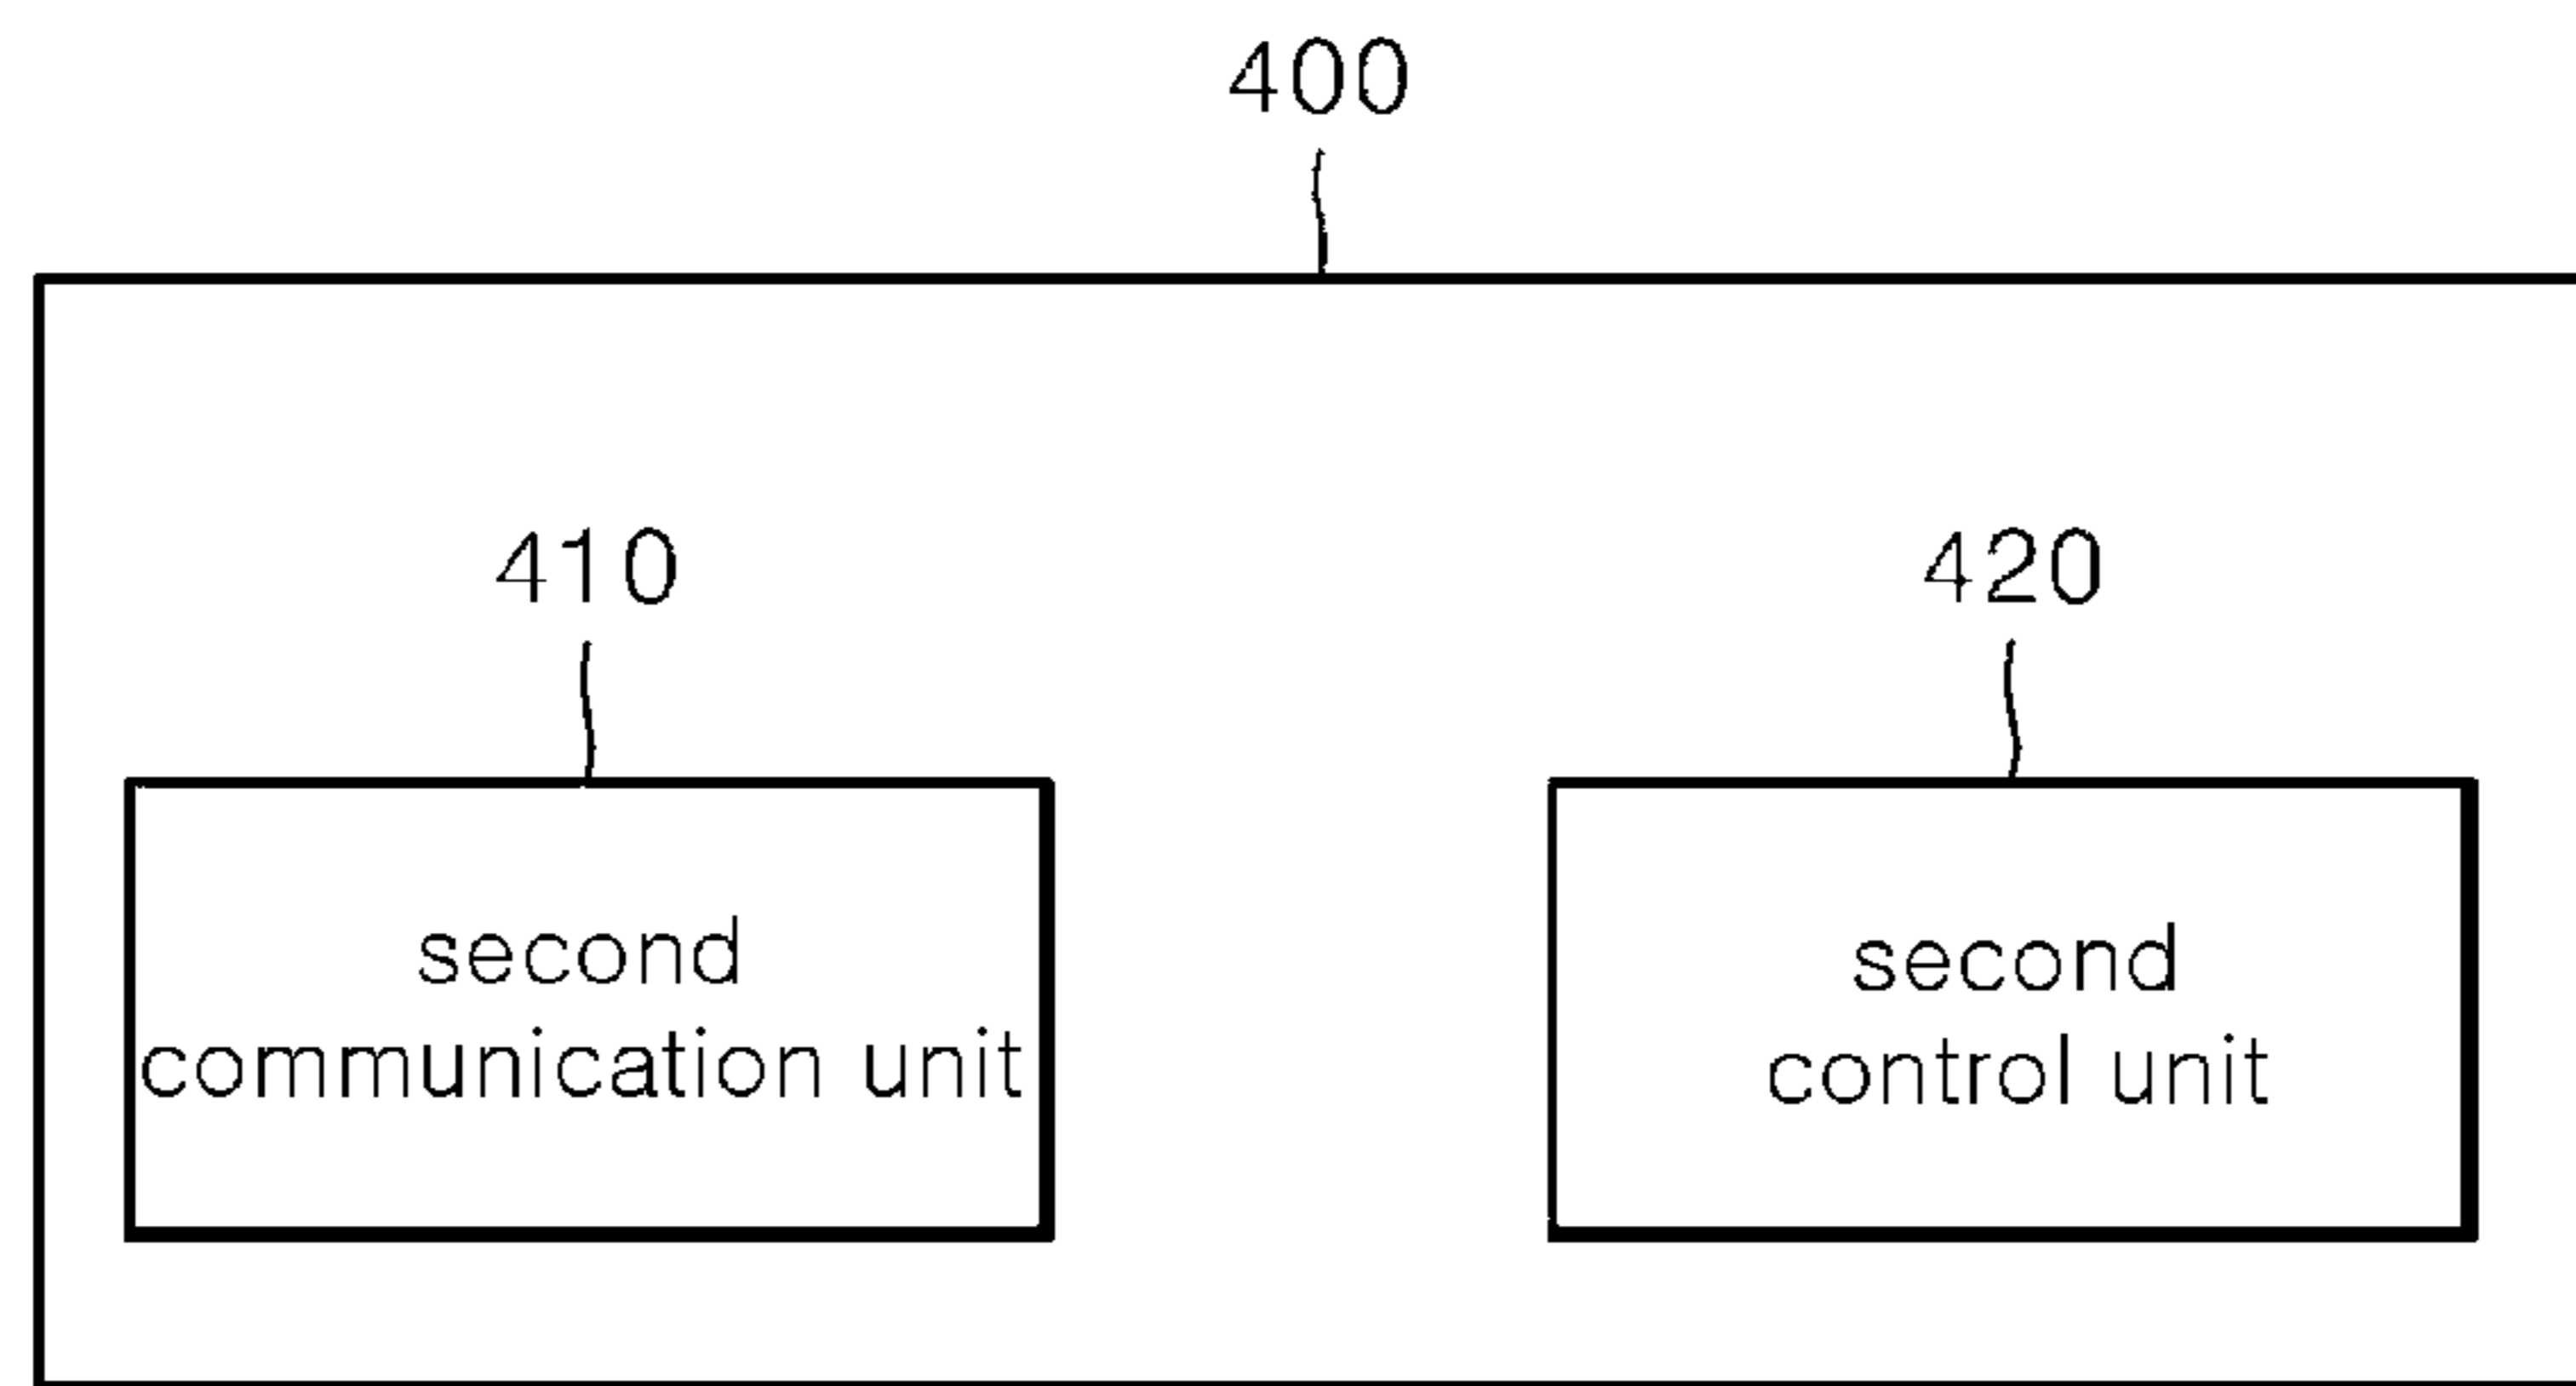 400
410
420
second
communication unit
second
control unit